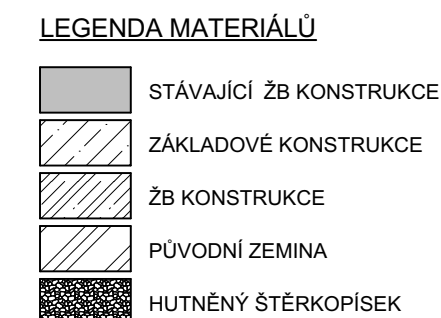 LEGENDA MATERIÁLŮ
STÁVAJÍCÍ ŽB KONSTRUKCE
ZÁKLADOVÉ KONSTRUKCE
ŽB KONSTRUKCE
PŮVODNÍ ZEMINA
HUTNĚNÝ ŠTĚRKOPÍSEK